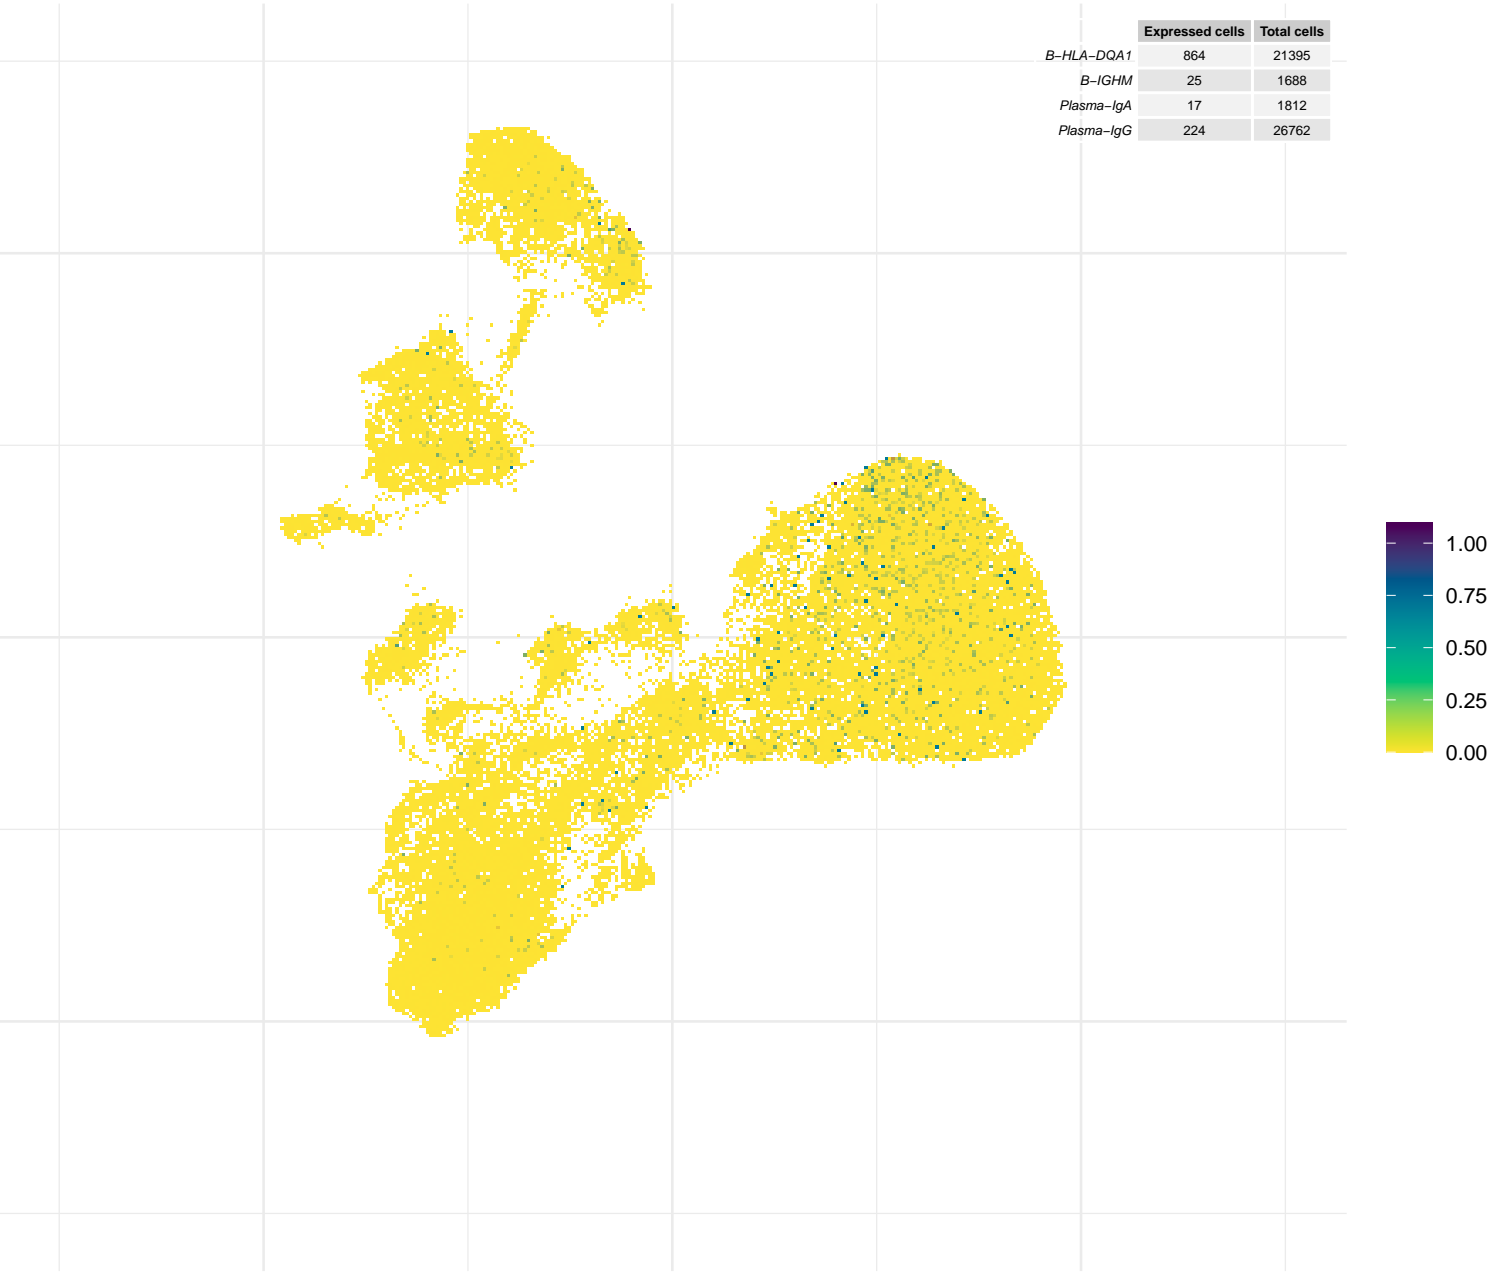 Expressed cells Total cells
B−HLA−DQA1 864 21395
B−IGHM 25 1688
Plasma−IgA 17 1812
Plasma−IgG 224 26762
1.00
0.75
0.50
0.25
0.00